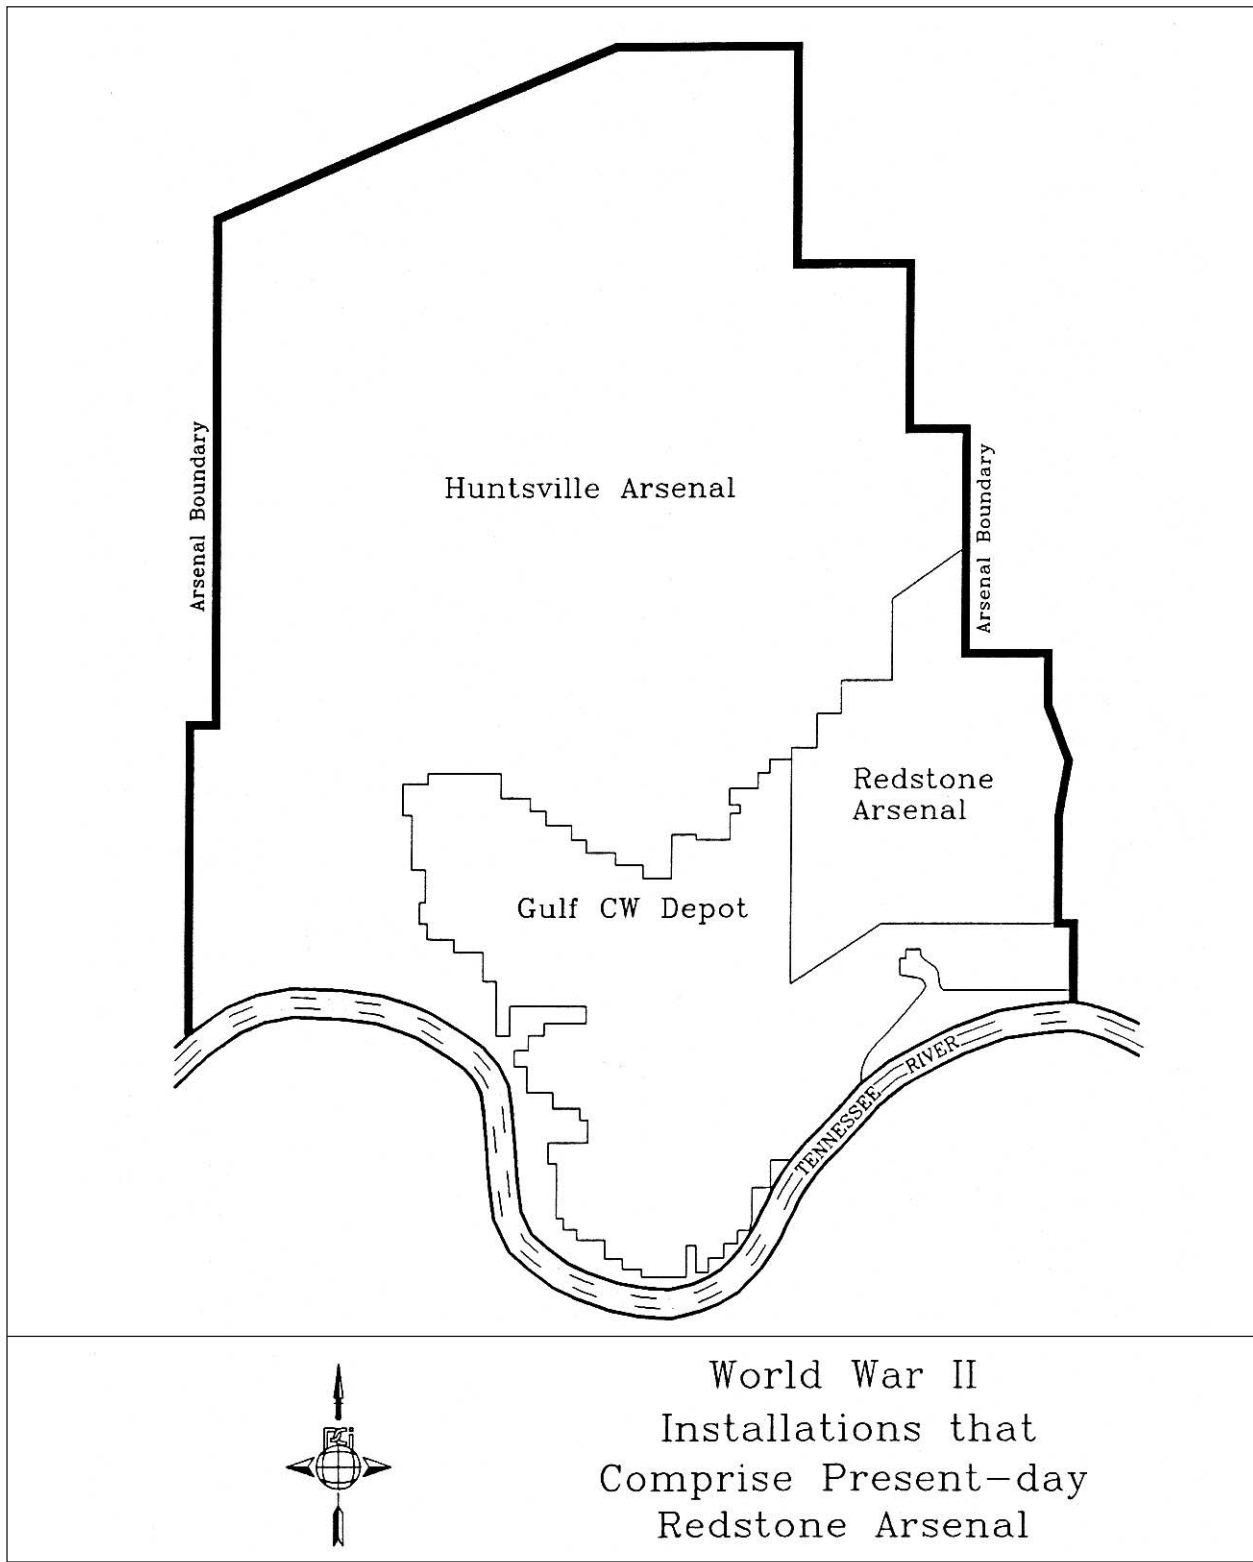 Arsenal Boundary
Huntsville Arsenal
Arsenal Boundary
Redstone
Arsenal
Gulf CW Depot
TENNESSEE RIVER
PCi
World War II
Installations that
Comprise Present-day
Redstone Arsenal